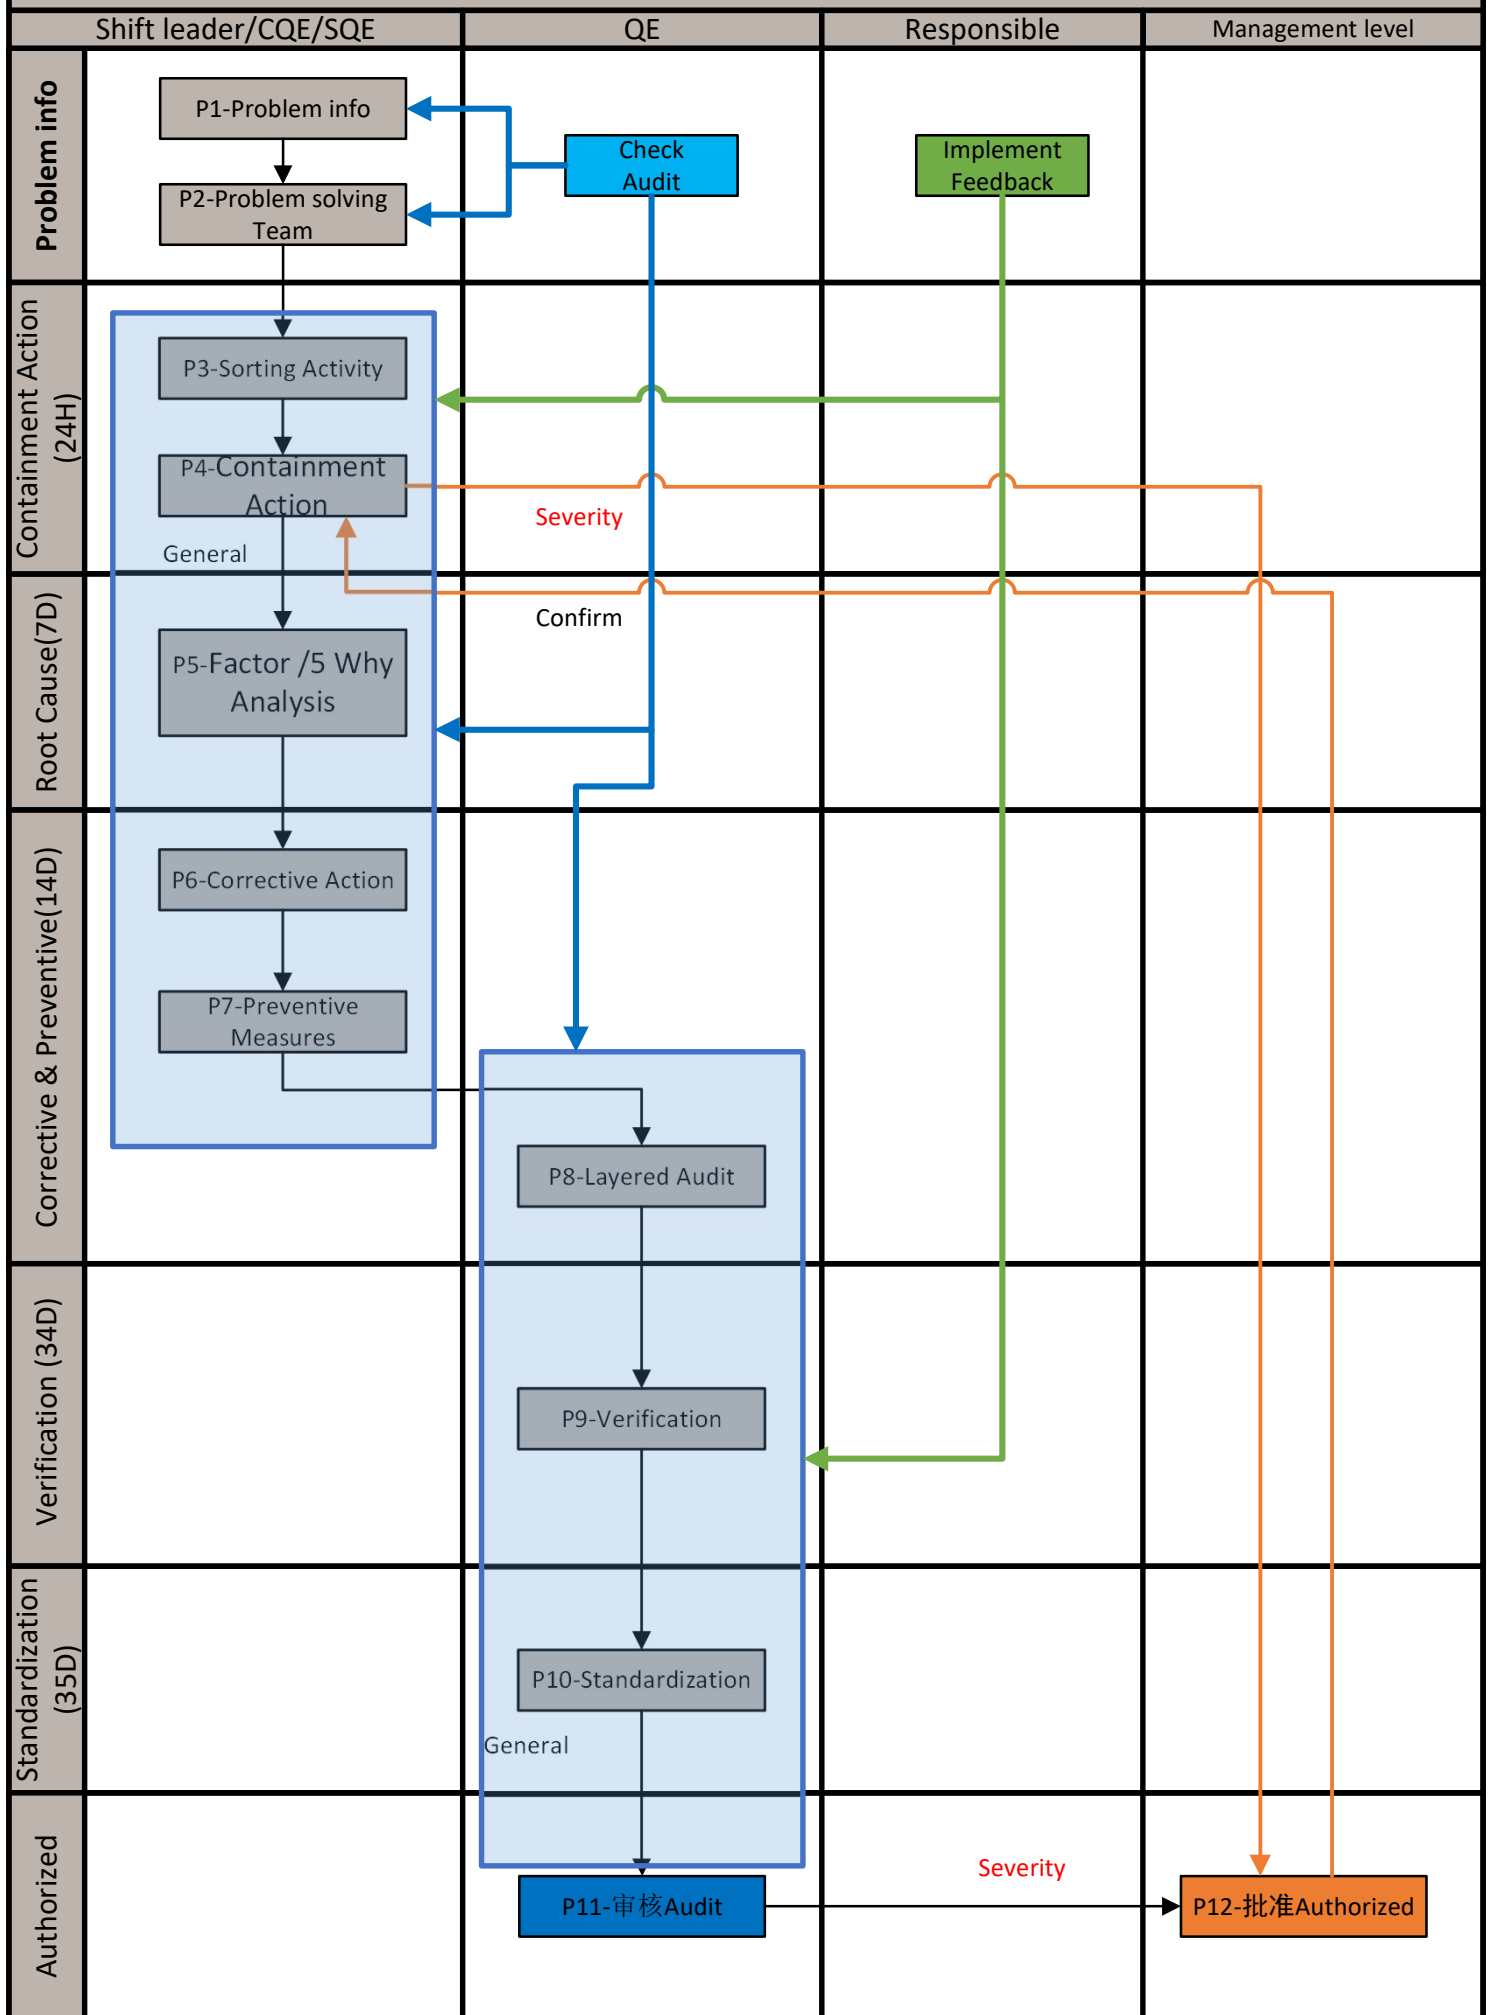 Shift leader/CQE/SQE
QE
Responsible
Management level
Problem info
P1-Problem info
Check
Audit
Implement
Feedback
P2-Problem solving
Team
Containment Action
(24H)
P3-Sorting Activity
P4-Containment
Action
Severity
General
Root Cause(7D)
Confirm
P5-Factor /5 Why
Analysis
Corrective & Preventive(14D)
P6-Corrective Action
P7-Preventive
Measures
P8-Layered Audit
Verification (34D)
P9-Verification
Standardization
(35D)
P10-Standardization
General
Authorized
Severity
P11-审核Audit
P12-批准Authorized